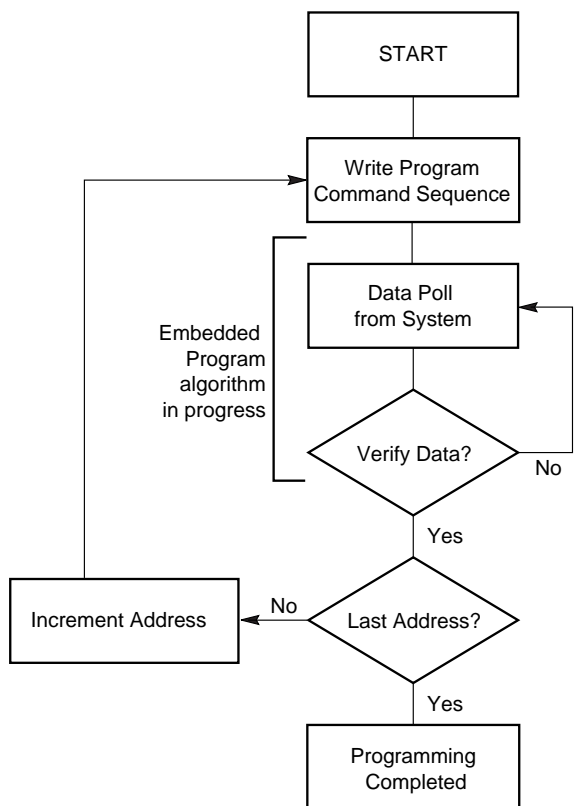 START
Write Program
Command Sequence
Data Poll
from System
Embedded
Program
algorithm
in progress
Verify Data?
No
Yes
Increment Address
No
Last Address?
Yes
Programming
Completed